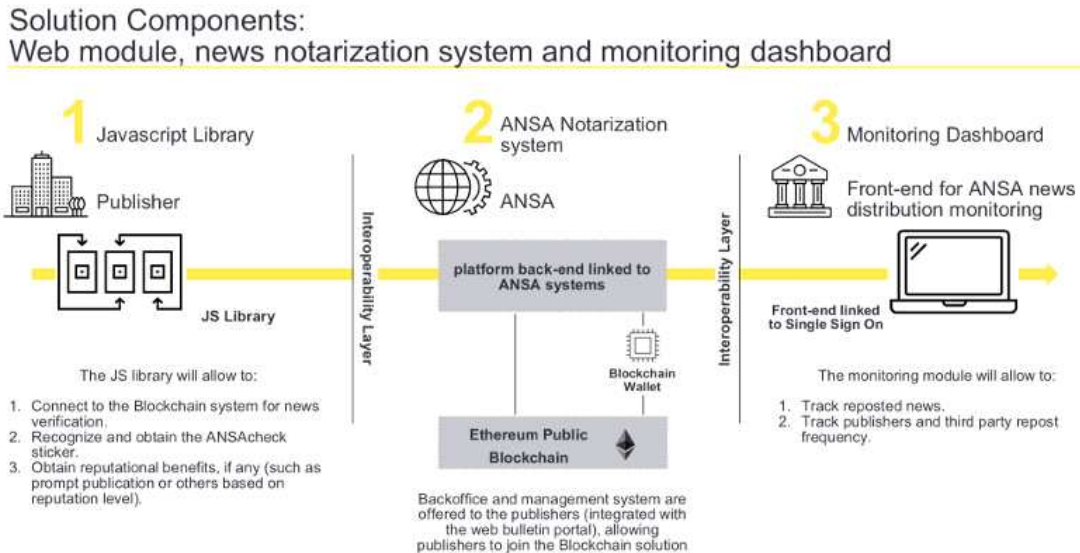 Solution Components:
Web module, news notarization system and monitoring dashboard
1
Javascript Library
Publisher
JS Library
The JS library will allow to:
1. Connect to the Blockchain system for news
verification.
2. Recognize and obtain the ANSAcheck
sticker.
3. Obtain reputational benefits, if any (such as
prompt publication or others based on
reputation level).
Interoperability Layer
2
ANSA Notarization
system
ANSA
platform back-end linked to
ANSA systems
Blockchain
Wallet
Ethereum Public
Blockchain
Backoffice and management system are
offered to the publishers (integrated with
the web bulletin portal), allowing
publishers to join the Blockchain solution
Interoperability Layer
3
Monitoring Dashboard
Front-end for ANSA news
distribution monitoring
Front-end linked
to Single Sign On
The monitoring module will allow to:
1. Track reposted news.
2. Track publishers and third party repost
frequency.